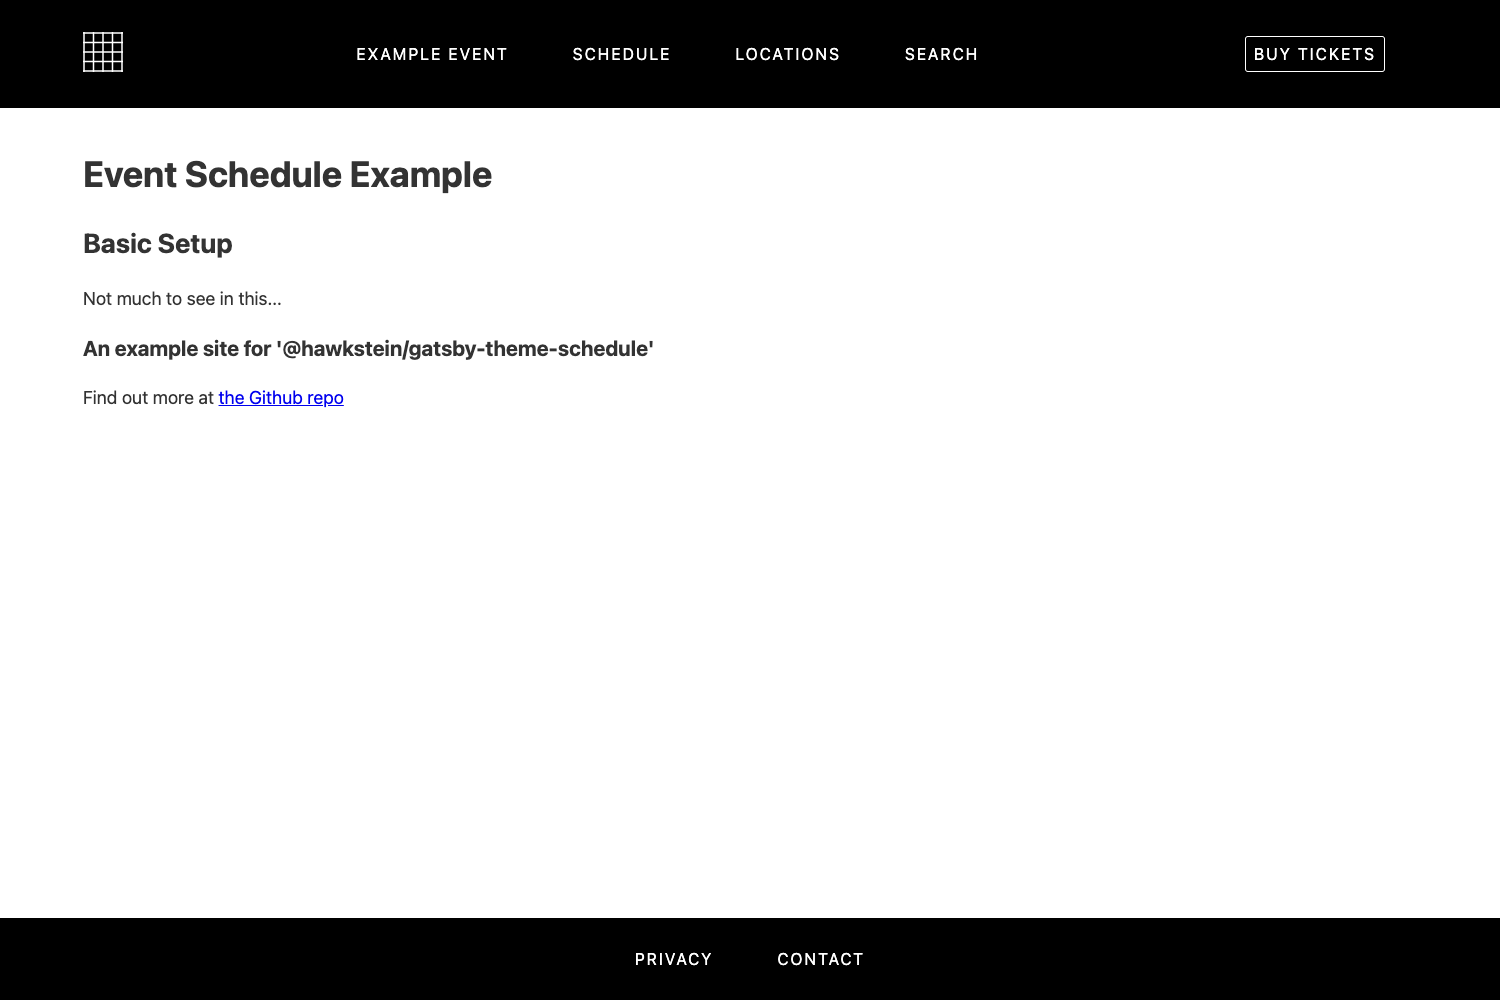 EXAMPLE EVENT SCHEDULE LOCATIONS SEARCH BUY TICKETS
Event Schedule Example
Basic Setup
Not much to see in this...
An example site for '@hawkstein/gatsby-theme-schedule'
Find out more at the Github repo
PRIVACY CONTACT